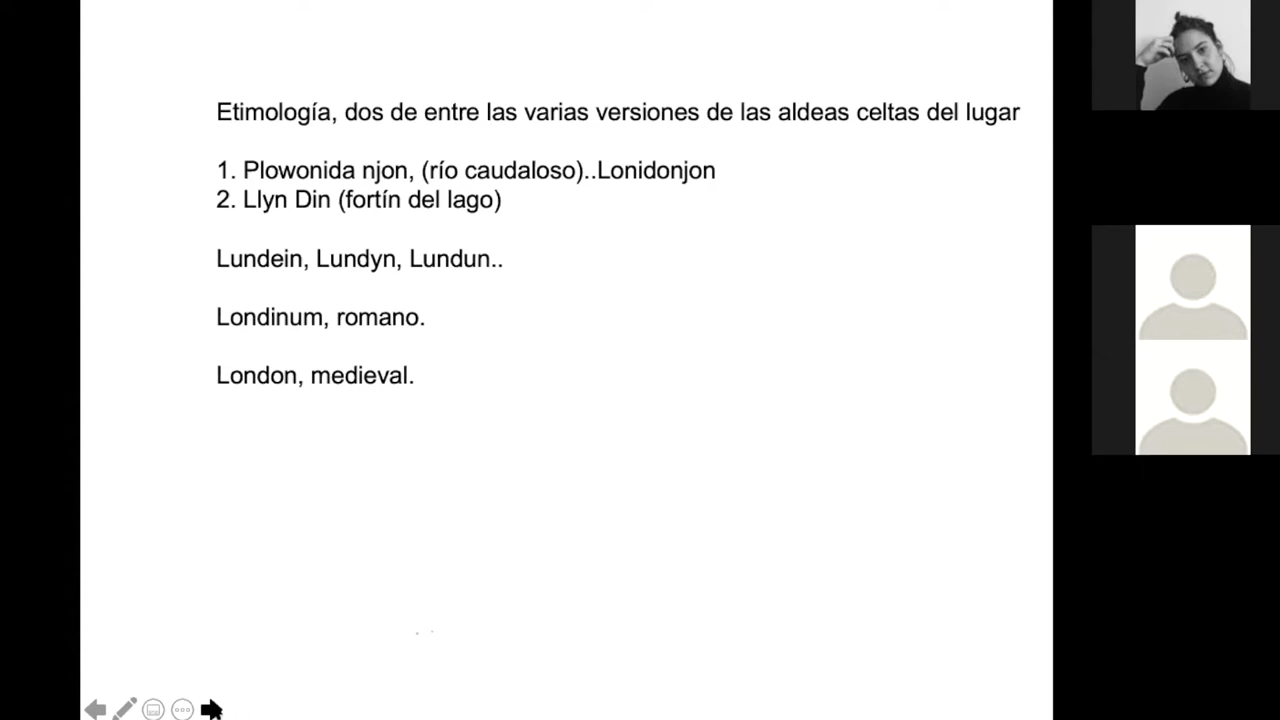 Etimología, dos de entre las varias versiones de las aldeas celtas del lugar
1. Plowonida njon, (río caudaloso)..Lonidonjon
2. Llyn Din (fortín del lago)
Lundein, Lundyn, Lundun..
Londinum, romano.
London, medieval.